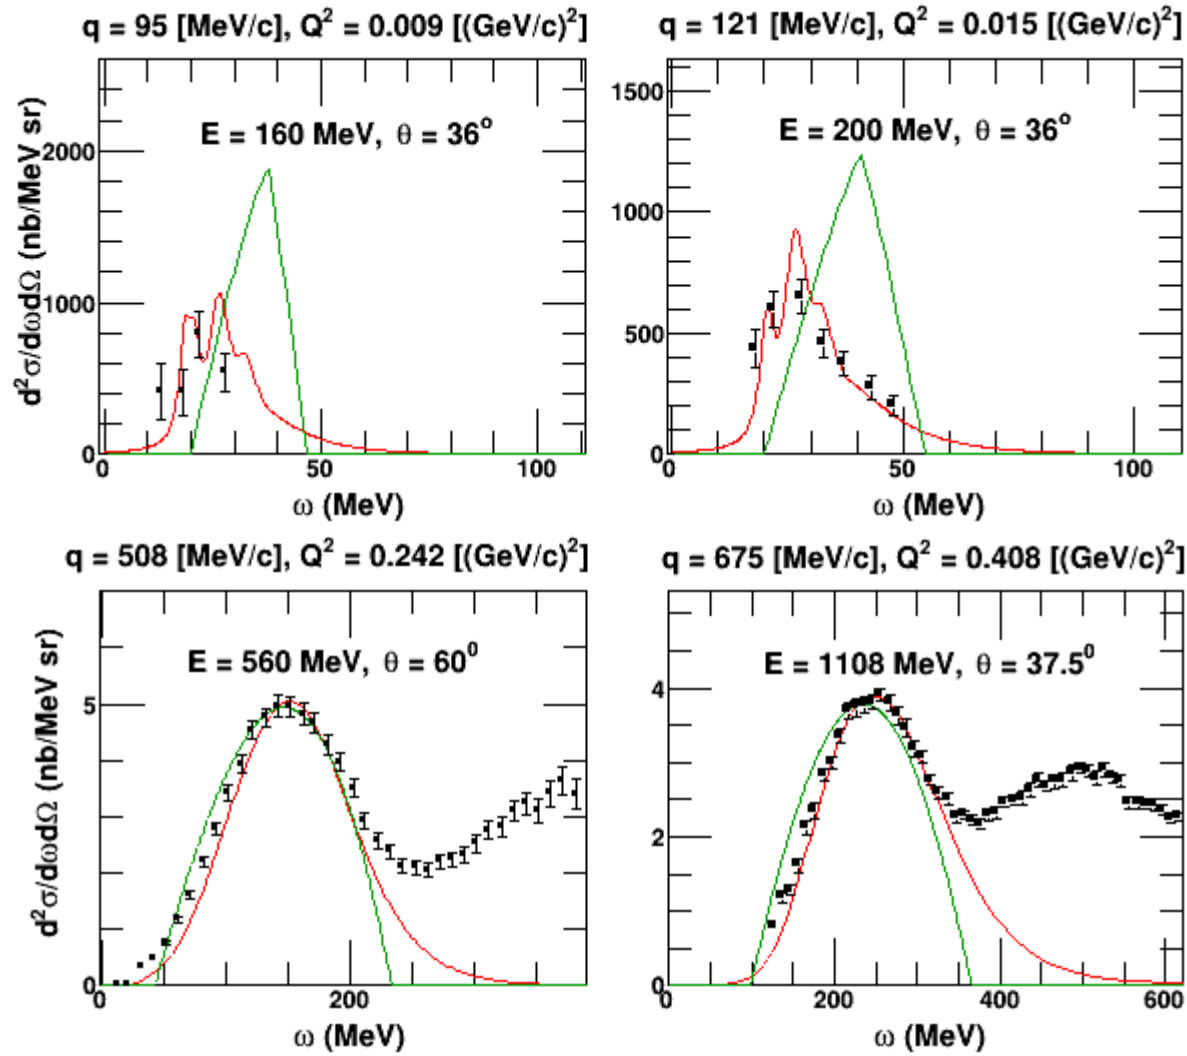 q = 95 [MeV/c], Q² = 0.009 [(GeV/c)²]
q = 121 [MeV/c], Q² = 0.015 [(GeV/c)²]
d²σ/dωdΩ (nb/MeV sr)
E = 160 MeV, θ = 36°
2000
1000
0
0 50 100
ω (MeV)
E = 200 MeV, θ = 36°
1500
1000
500
0
0 50 100
ω (MeV)
q = 508 [MeV/c], Q² = 0.242 [(GeV/c)²]
q = 675 [MeV/c], Q² = 0.408 [(GeV/c)²]
d²σ/dωdΩ (nb/MeV sr)
E = 560 MeV, θ = 60⁰
5
0
0 200
ω (MeV)
E = 1108 MeV, θ = 37.5⁰
4
2
0
0 200 400 600
ω (MeV)